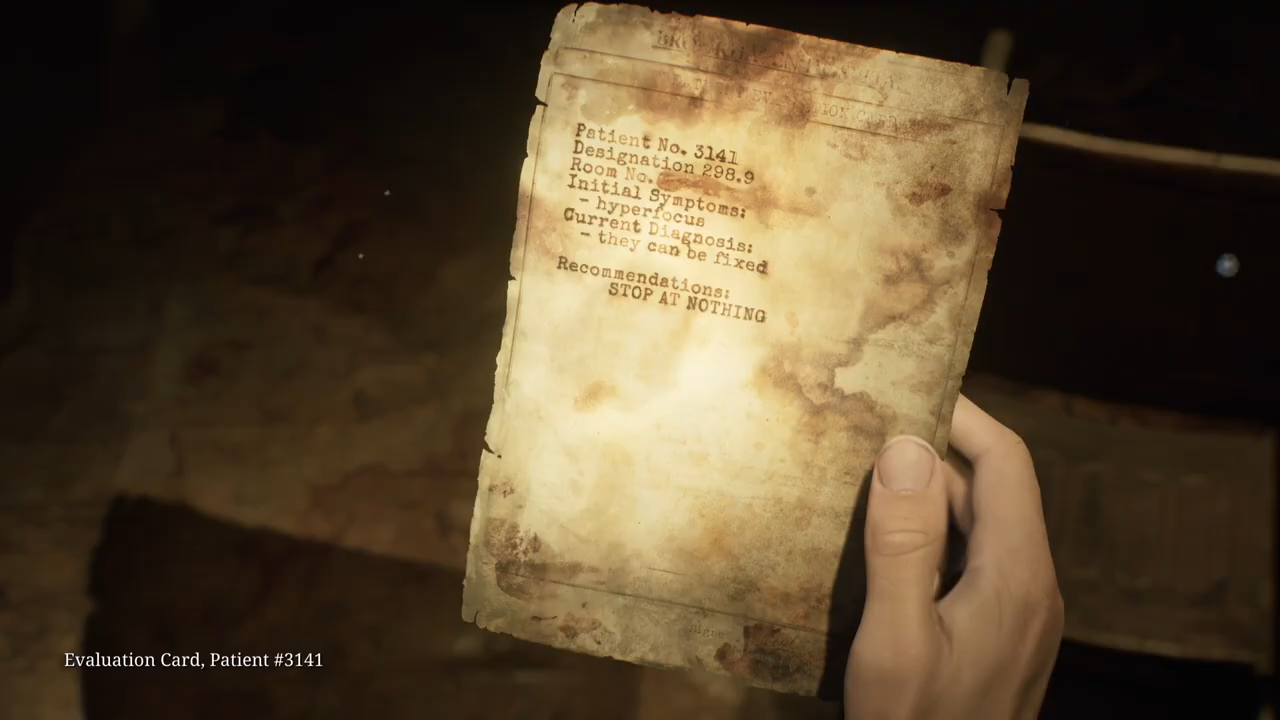 Patient No. 3141
Designation 298.9
Room No.
Initial Symptoms:
- hyperfocus
Current Diagnosis:
- they can be fixed
Recommendations:
STOP AT NOTHING
Evaluation Card, Patient #3141